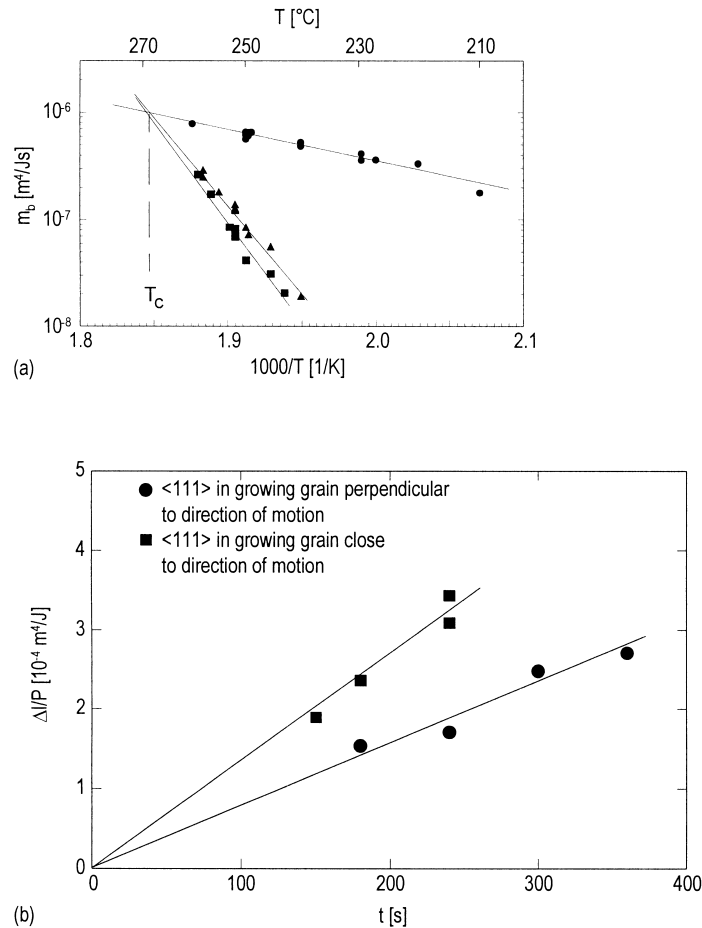 T [°C]
270 250 230 210
10⁻⁶
10⁻⁷
10⁻⁸
m_b [m⁴/Js]
T_C
1.8 1.9 2.0 2.1
1000/T [1/K]
(a)
5
4
3
2
1
0
Δl/P [10⁻⁴ m⁴/J]
<111> in growing grain perpendicular
to direction of motion
<111> in growing grain close
to direction of motion
0 100 200 300 400
t [s]
(b)